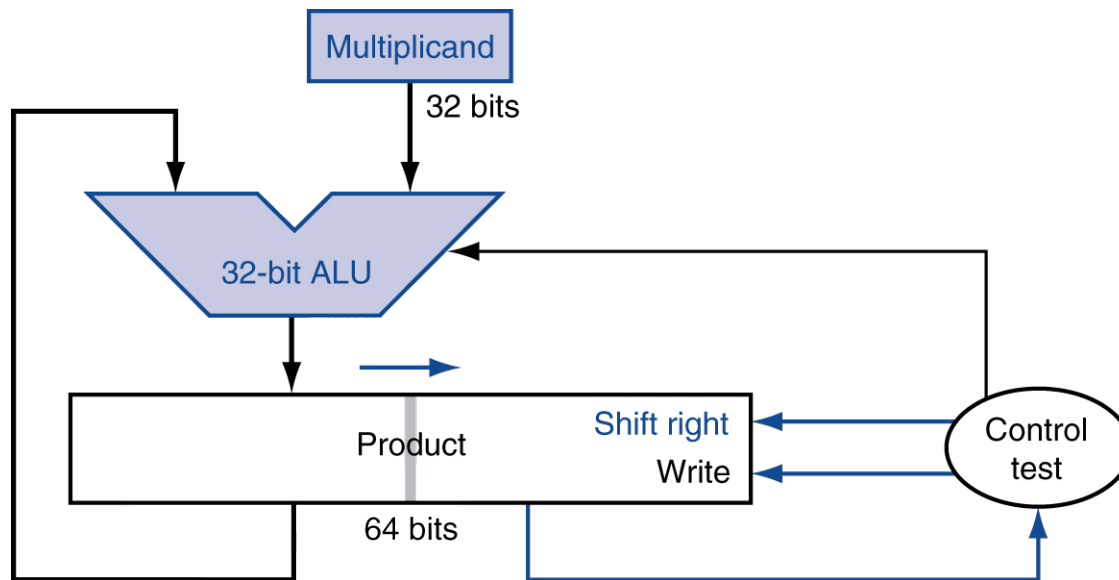 Multiplicand
32 bits
32-bit ALU
Shift right
Product
Write
64 bits
Control
test